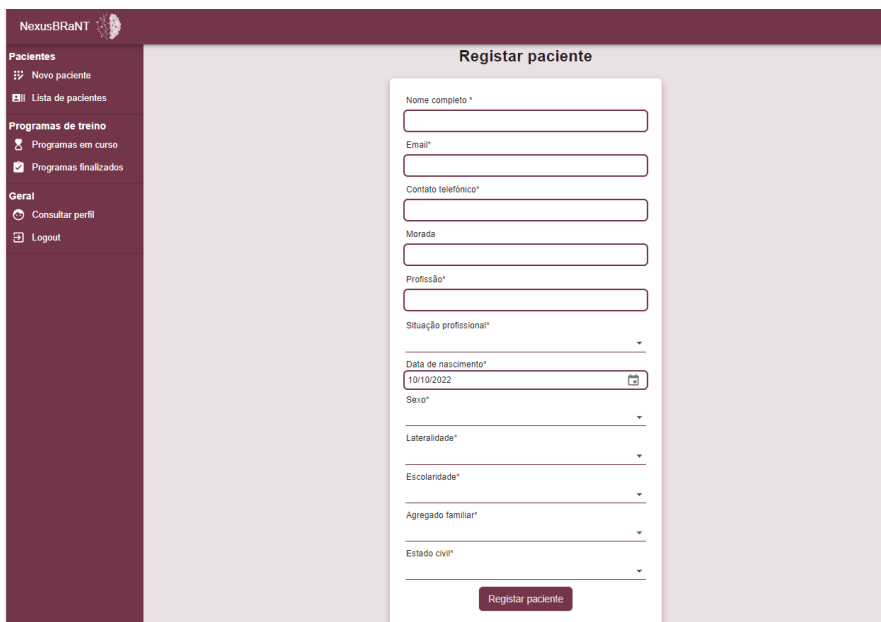 NexusBRaNT
Pacientes
Novo paciente
Lista de pacientes
Programas de treino
Programas em curso
Programas finalizados
Geral
Consultar perfil
Logout
Registar paciente
Nome completo *
Email*
Contato telefónico*
Morada
Profissão*
Situação profissional*
Data de nascimento*
10/10/2022
Sexo*
Lateralidade*
Escolaridade*
Agregado familiar*
Estado civil*
Registar paciente